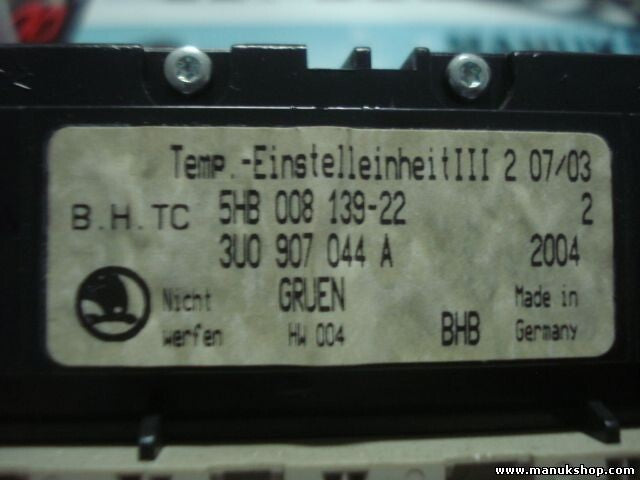 Temp.-EinstelleinheitIII 2 07/03
B.H.TC 5HB 008 139-22 2
3U0 907 044 A 2004
Nicht GRUEN Made in
werfen HW 004 BHB Germany
www.manukshop.com